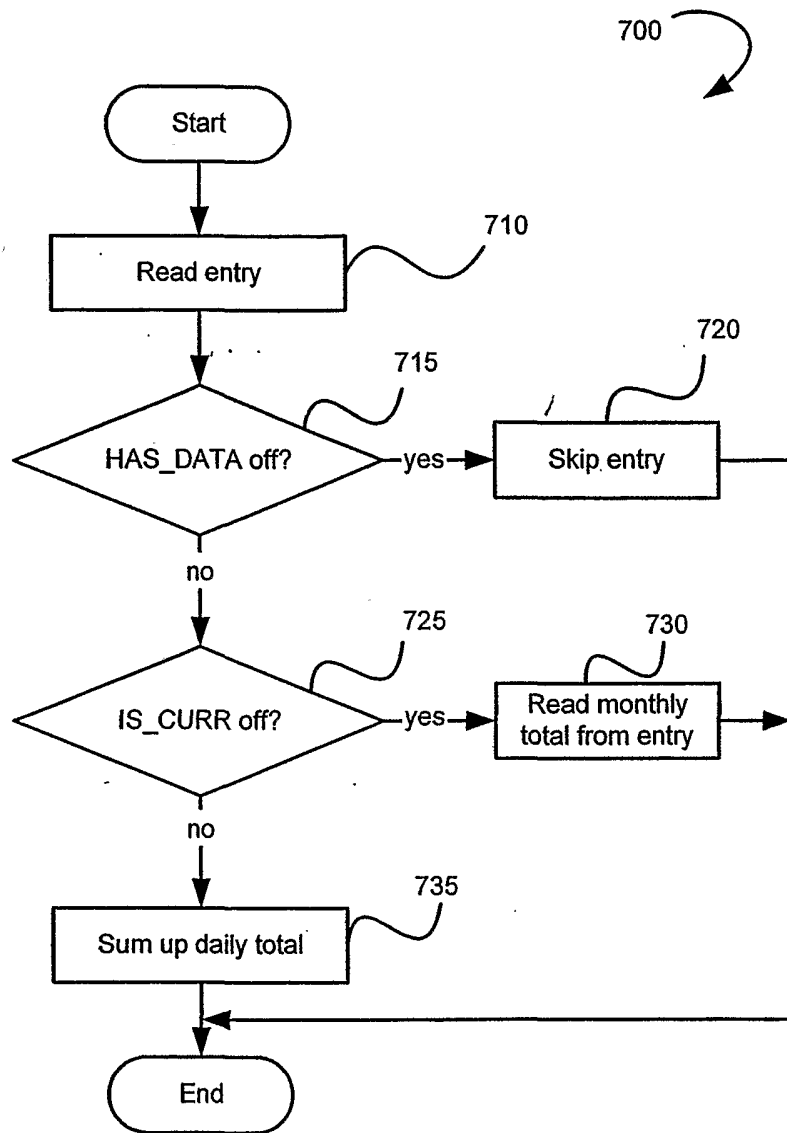 700
Start
710
Read entry
715
720
HAS_DATA off?
yes
Skip entry
no
725
730
IS_CURR off?
yes
Read monthly
total from entry
no
735
Sum up daily total
End